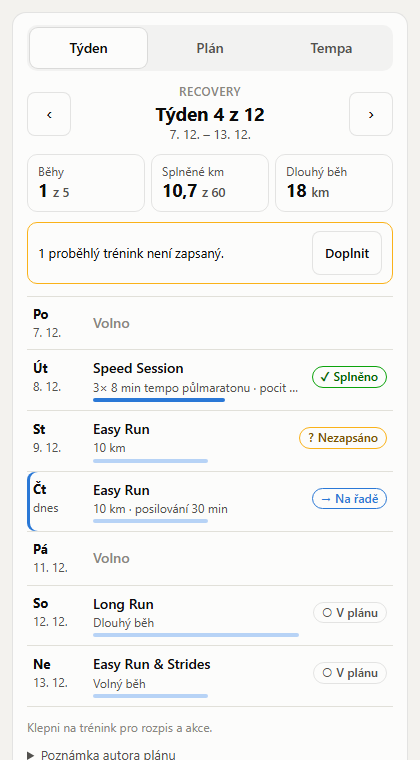 Týden
Plán
Tempa
RECOVERY
‹
Týden 4 z 12
›
7. 12. – 13. 12.
Běhy
1 z 5
Splněné km
10,7 z 60
Dlouhý běh
18 km
1 proběhlý trénink není zapsaný.
Doplnit
Po
7. 12.
Volno
Út
8. 12.
Speed Session
3× 8 min tempo půlmaratonu · pocit ...
✓ Splněno
St
9. 12.
Easy Run
10 km
? Nezapsáno
Čt
dnes
Easy Run
10 km · posilování 30 min
→ Na řadě
Pá
11. 12.
Volno
So
12. 12.
Long Run
Dlouhý běh
○ V plánu
Ne
13. 12.
Easy Run & Strides
Volný běh
○ V plánu
Klepni na trénink pro rozpis a akce.
▶ Poznámka autora plánu